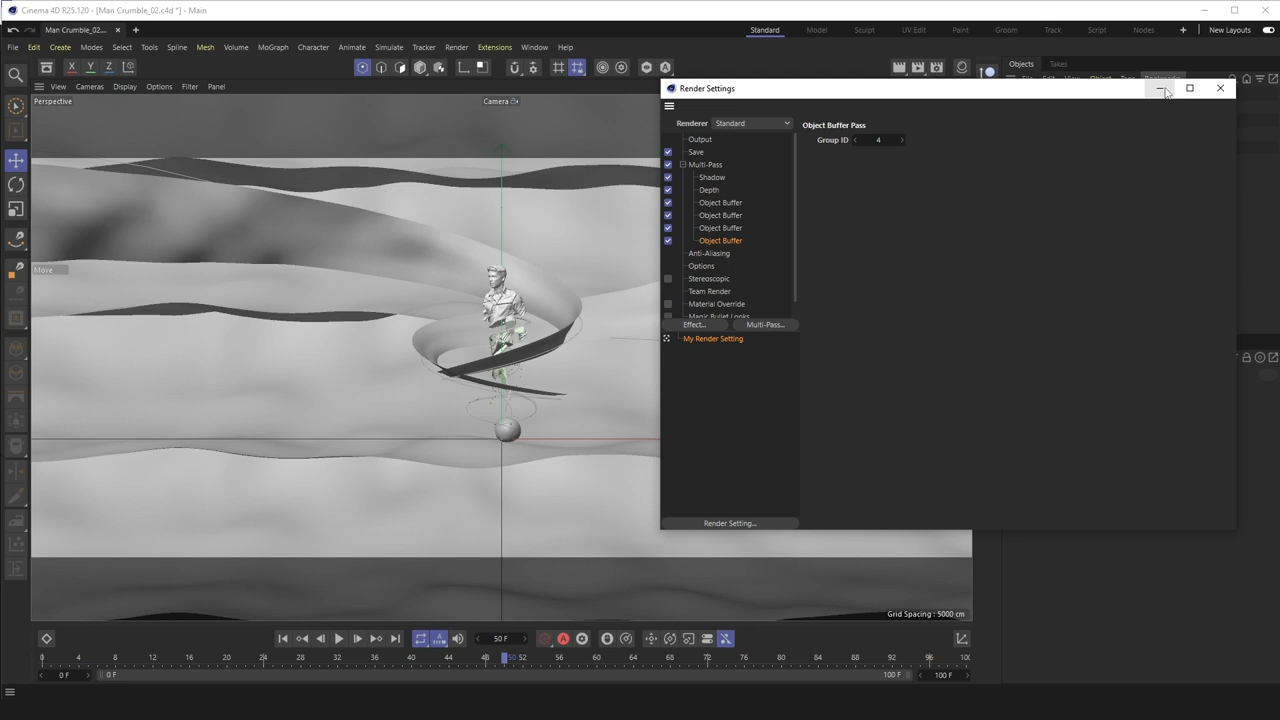 Cinema 4D R25.120 - [Man Crumble_02.c4d *] - Main
Man Crumble_02....
Standard Model Sculpt UV Edit Paint Groom Track Script Nodes New Layouts
File Edit Create Modes Select Tools Spline Mesh Volume MoGraph Character Animate Simulate Tracker Render Extensions Window Help
Objects Takes
X Y Z
View Cameras Display Options Filter Panel
Perspective
Camera
Move
Render Settings
Renderer Standard
Object Buffer Pass
Group ID 4
Output
Save
Multi-Pass
Shadow
Depth
Object Buffer
Object Buffer
Object Buffer
Object Buffer
Anti-Aliasing
Options
Stereoscopic
Team Render
Material Override
Magic Bullet Looks
Effect... Multi-Pass...
My Render Setting
Render Setting...
Grid Spacing : 5000 cm
50 F
0 4 8 12 16 20 24 28 32 36 40 44 48 50 52 56 60 64 68 72 76 80 84 88 92 96 100
0 F 0 F 100 F 100 F